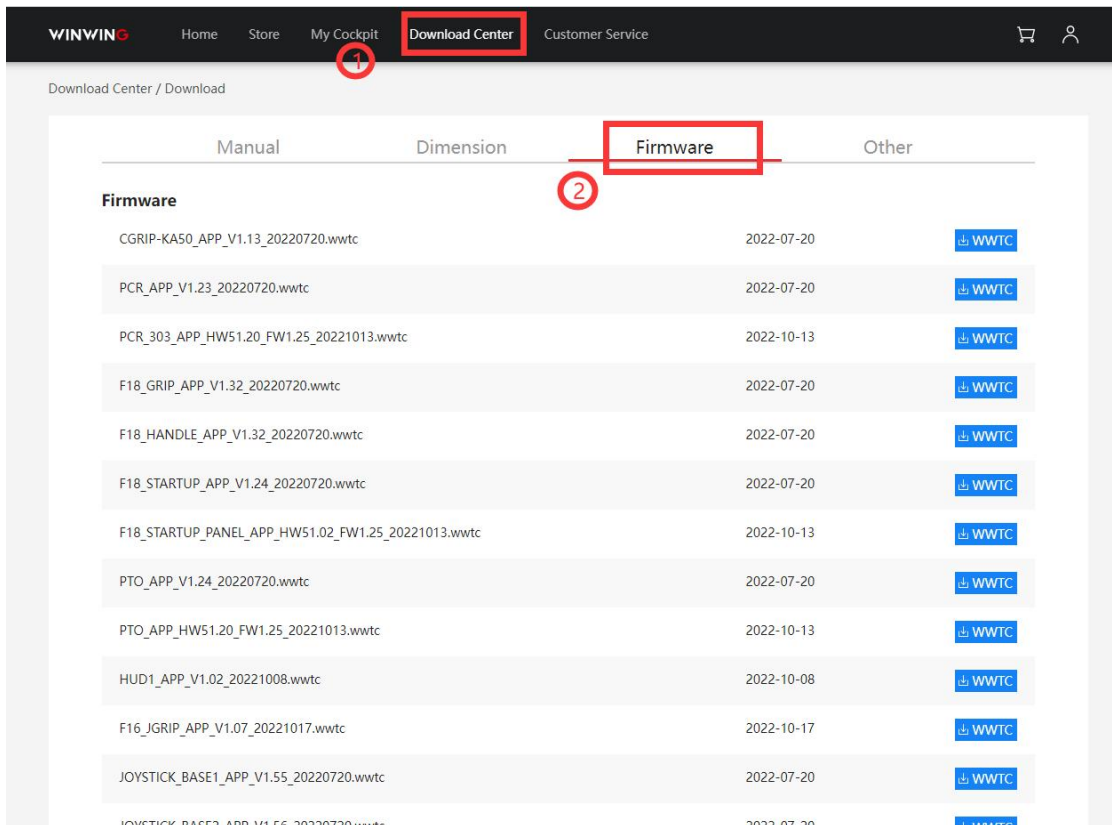 WINWING Home Store My Cockpit Download Center Customer Service
1
Download Center / Download
Manual Dimension Firmware Other
2
Firmware
CGRIP-KA50_APP_V1.13_20220720.wwtc 2022-07-20 WWTC
PCR_APP_V1.23_20220720.wwtc 2022-07-20 WWTC
PCR_303_APP_HW51.20_FW1.25_20221013.wwtc 2022-10-13 WWTC
F18_GRIP_APP_V1.32_20220720.wwtc 2022-07-20 WWTC
F18_HANDLE_APP_V1.32_20220720.wwtc 2022-07-20 WWTC
F18_STARTUP_APP_V1.24_20220720.wwtc 2022-07-20 WWTC
F18_STARTUP_PANEL_APP_HW51.02_FW1.25_20221013.wwtc 2022-10-13 WWTC
PTO_APP_V1.24_20220720.wwtc 2022-07-20 WWTC
PTO_APP_HW51.20_FW1.25_20221013.wwtc 2022-10-13 WWTC
HUD1_APP_V1.02_20221008.wwtc 2022-10-08 WWTC
F16_JGRIP_APP_V1.07_20221017.wwtc 2022-10-17 WWTC
JOYSTICK_BASE1_APP_V1.55_20220720.wwtc 2022-07-20 WWTC